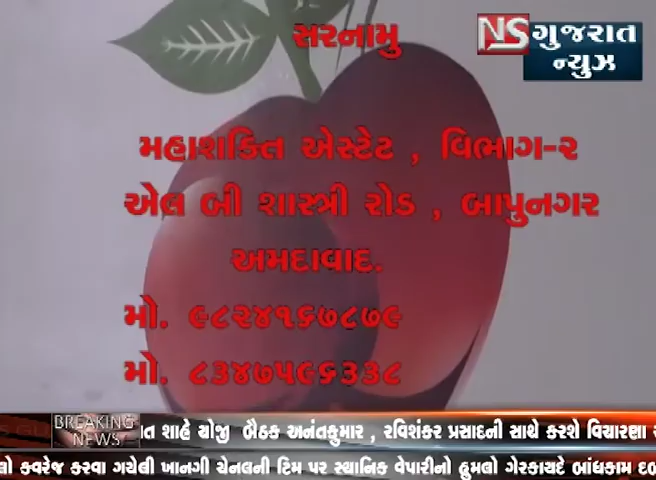 સરનામુ
NS ગુજરાત
ન્યુઝ
મહાશક્તિ એસ્ટેટ , વિભાગ-૨
એલ બી શાસ્ત્રી રોડ , બાપુનગર
અમદાવાદ.
મો. ૯૮૨૪૧૬૭૮૭૯
મો. ૮૩૪૭૫૯૬૩૩૮
BREAKING
NEWS
ત શાહે યોજી બૈઠક અનંતકુમાર , રવિશંકર પ્રસાદની સાથે કરશે વિચારણા
લો કવરેજ કરવા ગયેલી ખાનગી ચેનલની ટિમ પર સ્થાનિક વેપારીનો હુમલો ગેરકાયદે બાંધકામ દબ